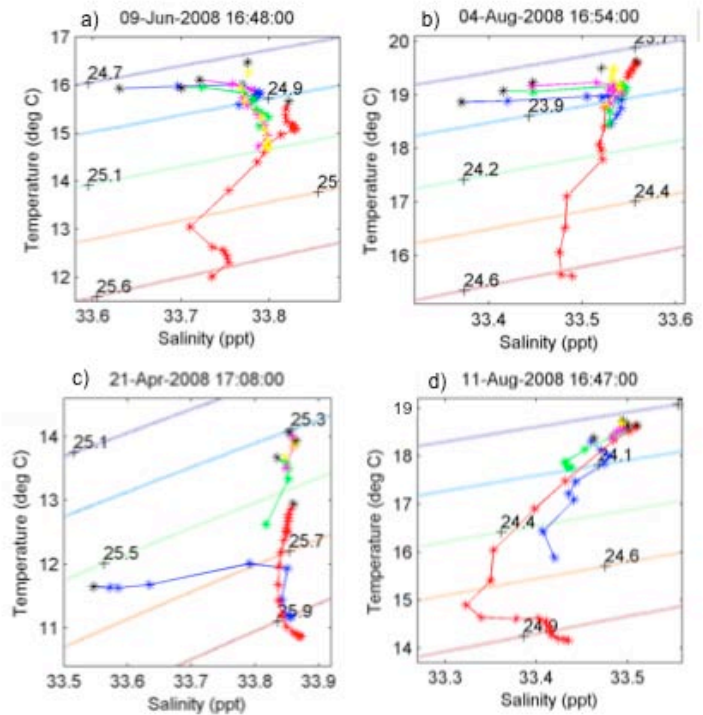 a) 09-Jun-2008 16:48:00
17
16
15
14
13
12
Temperature (deg C)
24.7
24.9
25.1
25.
25.6
33.6 33.7 33.8
Salinity (ppt)
b) 04-Aug-2008 16:54:00
20
19
18
17
16
Temperature (deg C)
23.7
23.9
24.2
24.4
24.6
33.4 33.5 33.6
Salinity (ppt)
c) 21-Apr-2008 17:08:00
14
13
12
11
Temperature (deg C)
25.1
25.3
25.5
25.7
25.9
33.5 33.6 33.7 33.8 33.9
Salinity (ppt)
d) 11-Aug-2008 16:47:00
19
18
17
16
15
14
Temperature (deg C)
24.1
24.4
24.6
24.9
33.3 33.4 33.5
Salinity (ppt)